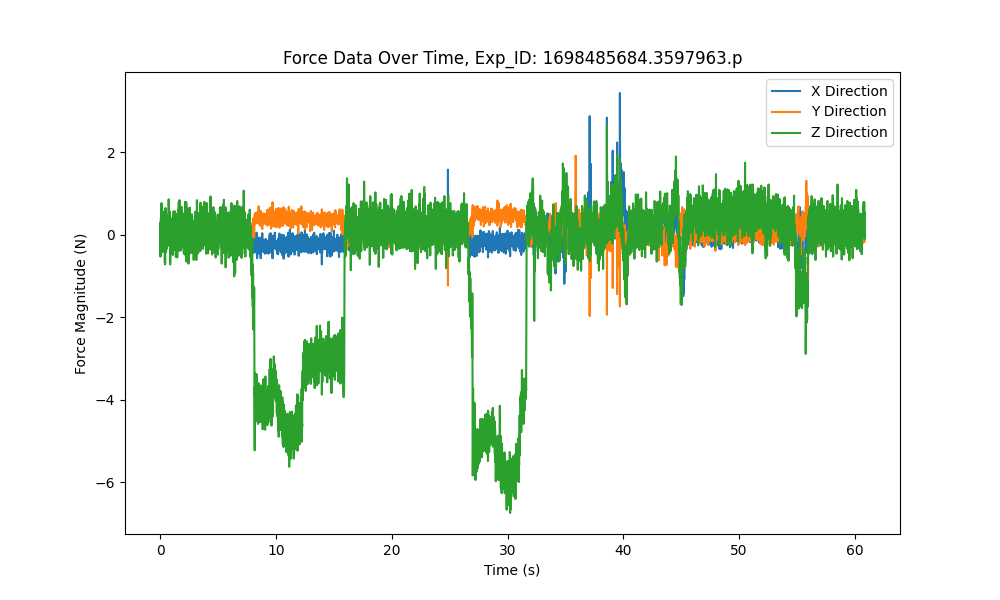 Force Data Over Time, Exp_ID: 1698485684.3597963.p
X Direction
Y Direction
Z Direction
2
0
−2
−4
−6
Force Magnitude (N)
0 10 20 30 40 50 60
Time (s)